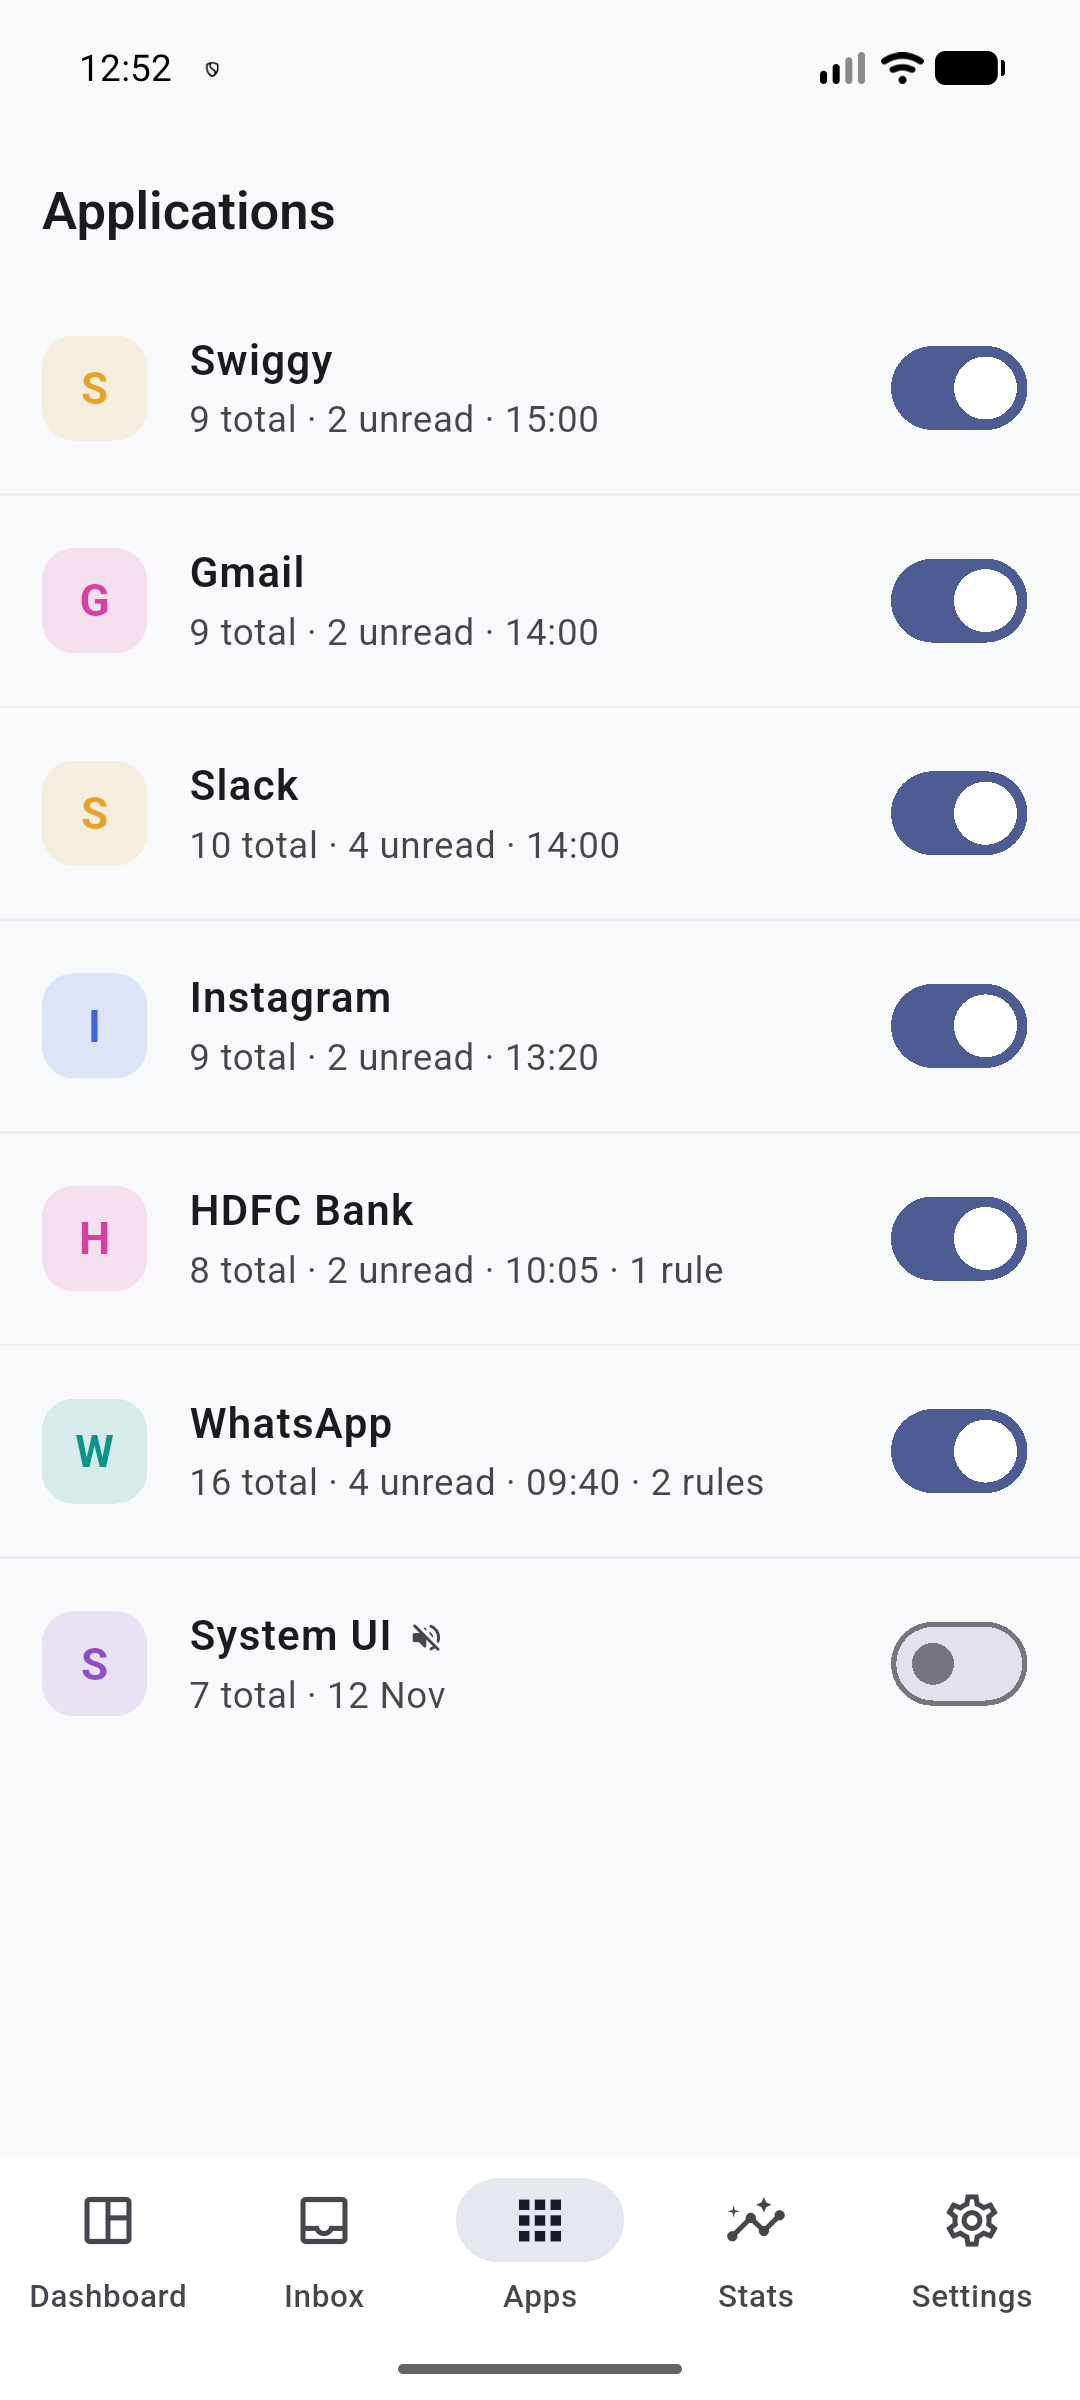 12:52
Applications
S
Swiggy
9 total · 2 unread · 15:00
G
Gmail
9 total · 2 unread · 14:00
S
Slack
10 total · 4 unread · 14:00
I
Instagram
9 total · 2 unread · 13:20
H
HDFC Bank
8 total · 2 unread · 10:05 · 1 rule
W
WhatsApp
16 total · 4 unread · 09:40 · 2 rules
S
System UI
7 total · 12 Nov
Dashboard
Inbox
Apps
Stats
Settings